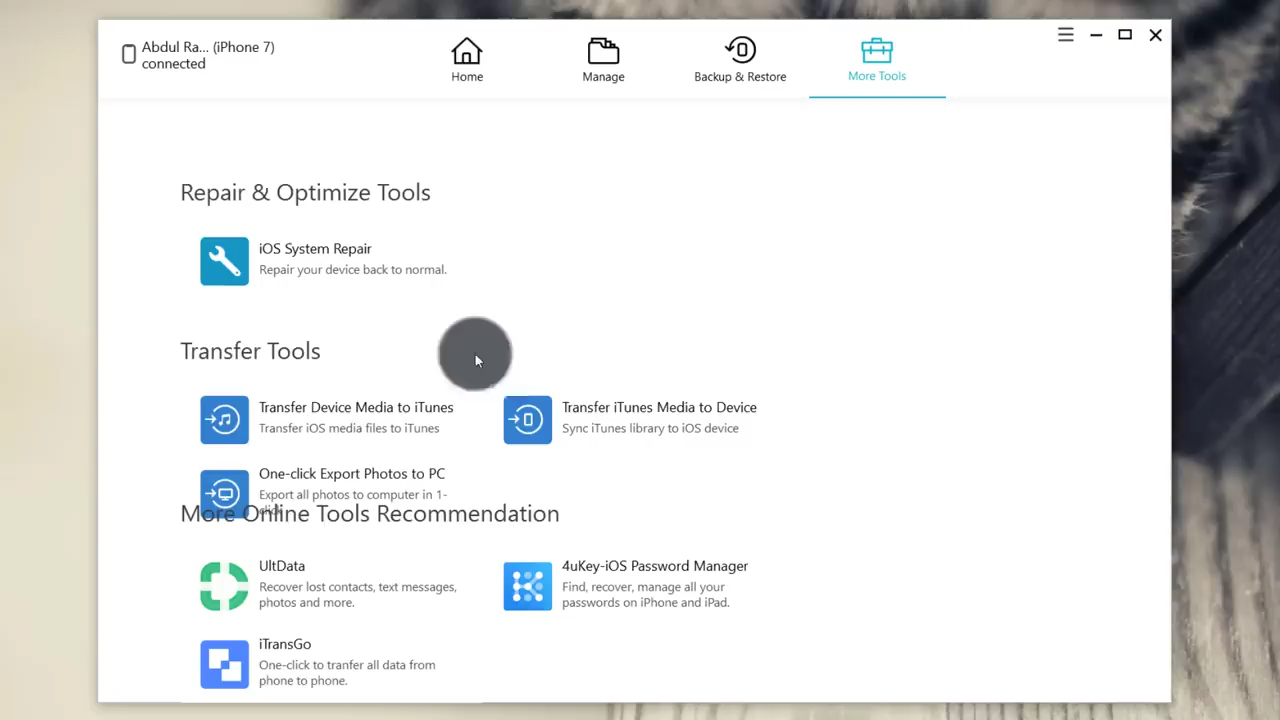 Abdul Ra... (iPhone 7)
connected
Home
Manage
Backup & Restore
More Tools
Repair & Optimize Tools
iOS System Repair
Repair your device back to normal.
Transfer Tools
Transfer Device Media to iTunes
Transfer iOS media files to iTunes
Transfer iTunes Media to Device
Sync iTunes library to iOS device
One-click Export Photos to PC
Export all photos to computer in 1-
click
More Online Tools Recommendation
UltData
Recover lost contacts, text messages,
photos and more.
4uKey-iOS Password Manager
Find, recover, manage all your
passwords on iPhone and iPad.
iTransGo
One-click to tranfer all data from
phone to phone.